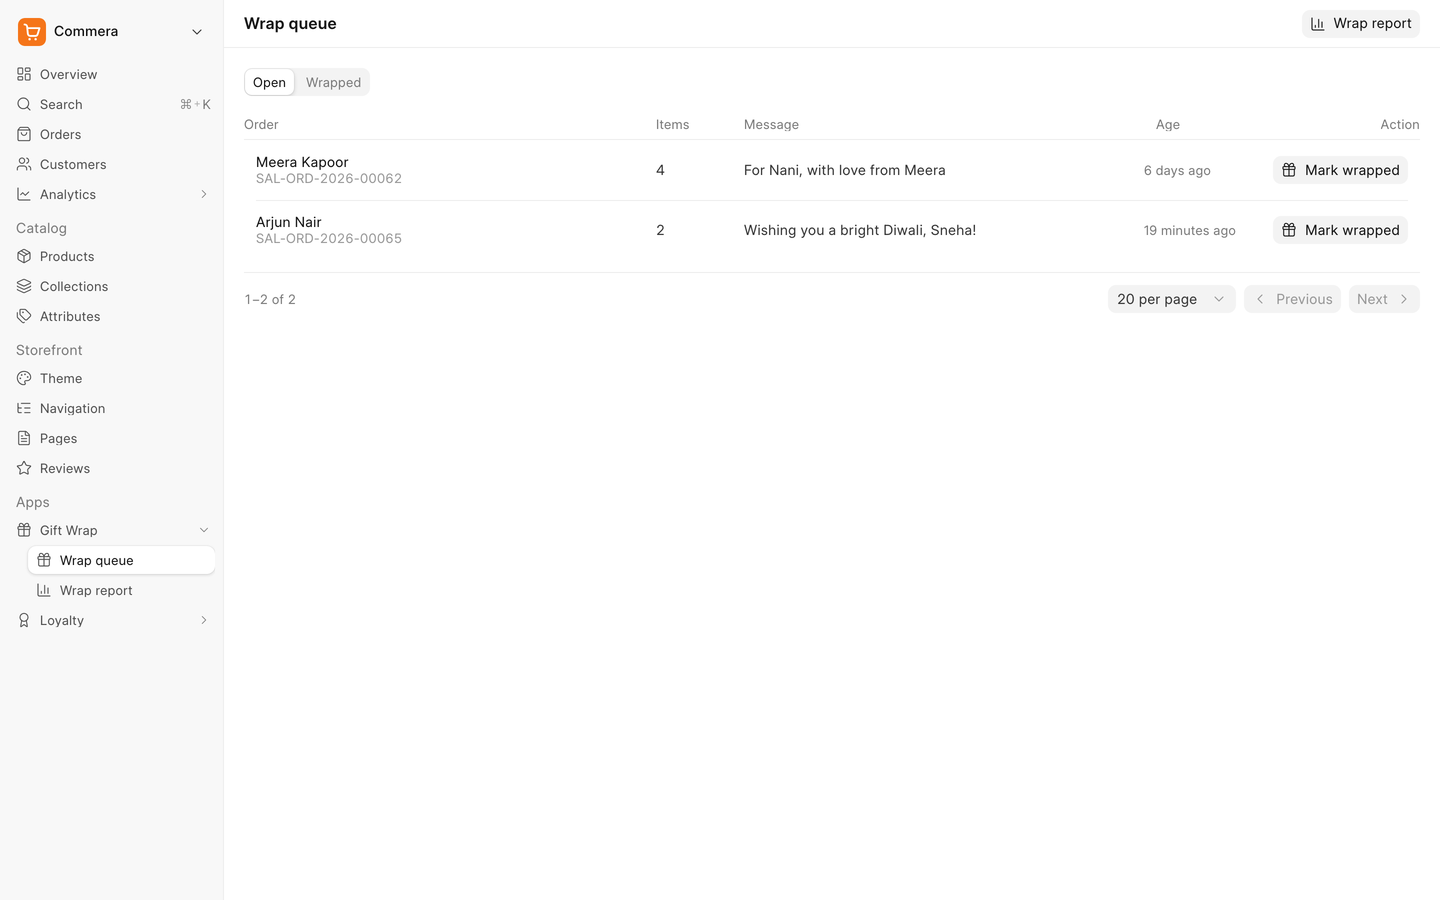 Commera
Overview
Search ⌘+K
Orders
Customers
Analytics
Catalog
Products
Collections
Attributes
Storefront
Theme
Navigation
Pages
Reviews
Apps
Gift Wrap
Wrap queue
Wrap report
Loyalty
Wrap queue
Wrap report
Open Wrapped
Order Items Message Age Action
Meera Kapoor
SAL-ORD-2026-00062
4 For Nani, with love from Meera 6 days ago Mark wrapped
Arjun Nair
SAL-ORD-2026-00065
2 Wishing you a bright Diwali, Sneha! 19 minutes ago Mark wrapped
1–2 of 2 20 per page Previous Next